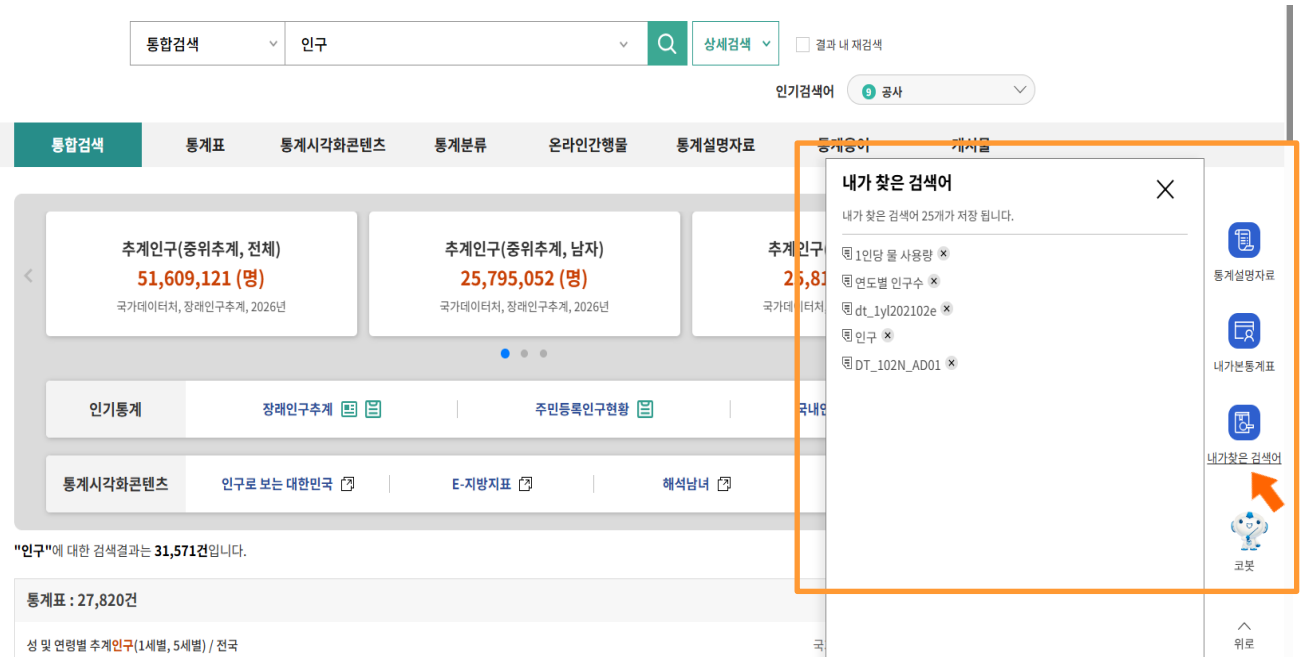 통합검색
인구
상세검색
결과 내 재검색
인기검색어
9 공사
통합검색 통계표 통계시각화콘텐츠 통계분류 온라인간행물 통계설명자료 통계용어 게시물
추계인구(중위추계, 전체)
51,609,121 (명)
국가데이터처, 장래인구추계, 2026년
추계인구(중위추계, 남자)
25,795,052 (명)
국가데이터처, 장래인구추계, 2026년
추계인구
25,81
국가데이터처,
인기통계 장래인구추계 주민등록인구현황 국내인
통계시각화콘텐츠 인구로 보는 대한민국 E-지방지표 해석남녀
"인구"에 대한 검색결과는 31,571건입니다.
통계표 : 27,820건
성 및 연령별 추계인구(1세별, 5세별) / 전국
국
내가 찾은 검색어
내가 찾은 검색어 25개가 저장 됩니다.
1인당 물 사용량
연도별 인구수
dt_1yl202102e
인구
DT_102N_AD01
통계설명자료
내가본통계표
내가찾은 검색어
코봇
위로